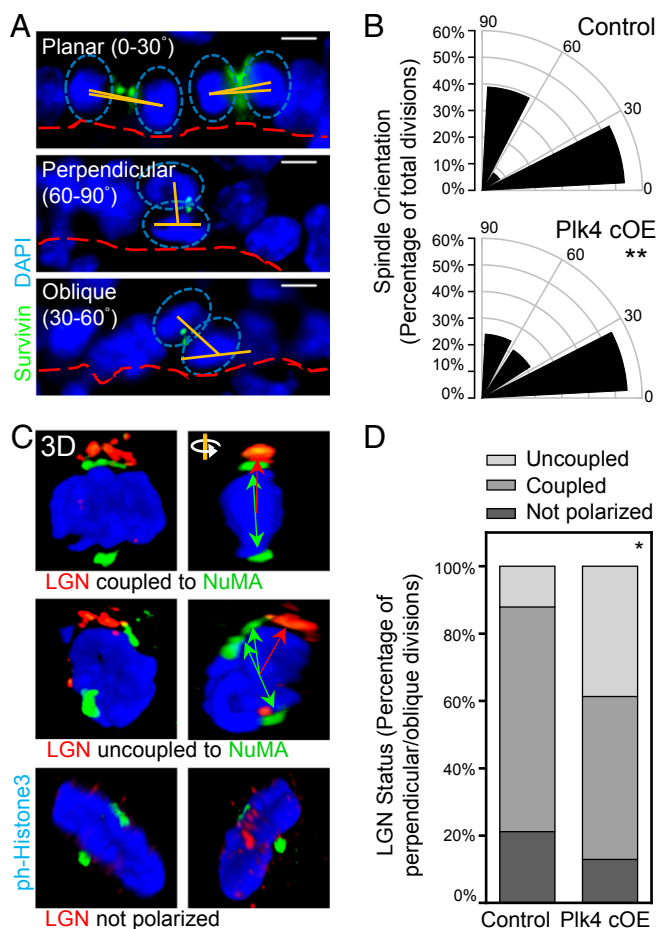 A
Planar (0-30°)
Perpendicular
(60-90°)
Oblique
(30-60°)
Survivin DAPI
B
Control
Spindle Orientation
(Percentage of total divisions)
60%
50%
40%
30%
20%
10%
0%
90
60
30
0
Plk4 cOE
**
60%
50%
40%
30%
20%
10%
0%
90
60
30
0
C
3D
LGN coupled to NuMA
LGN uncoupled to NuMA
LGN not polarized
ph-Histone3
D
Uncoupled
Coupled
Not polarized
*
LGN Status (Percentage of
perpendicular/oblique divisions)
100%
80%
60%
40%
20%
0%
Control Plk4 cOE